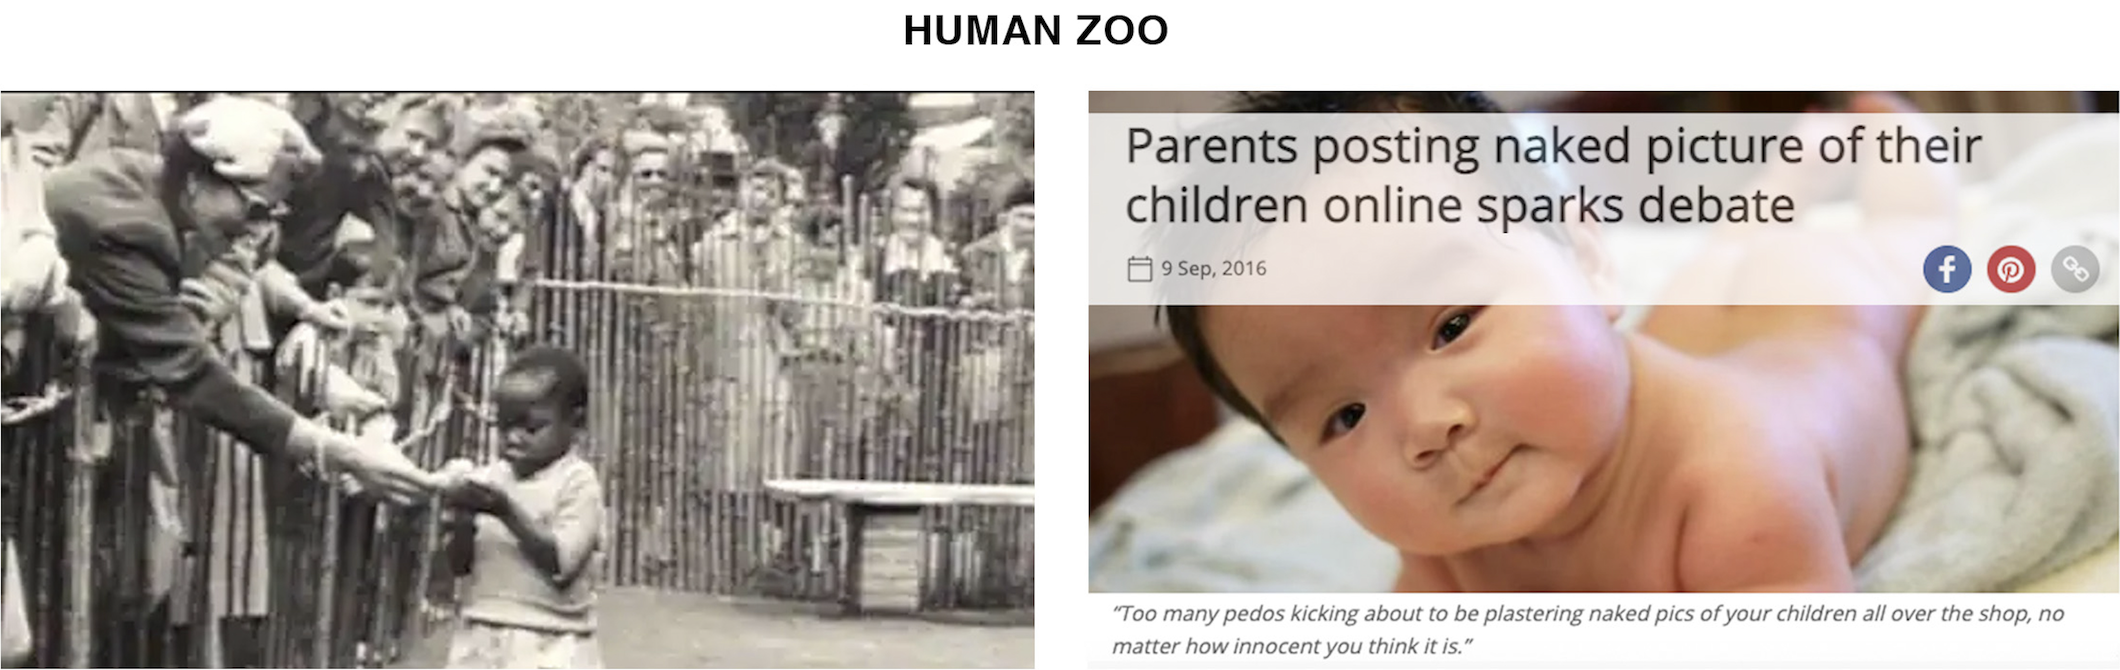 HUMAN ZOO
Parents posting naked picture of their
children online sparks debate
9 Sep, 2016
“Too many pedos kicking about to be plastering naked pics of your children all over the shop, no
matter how innocent you think it is.”